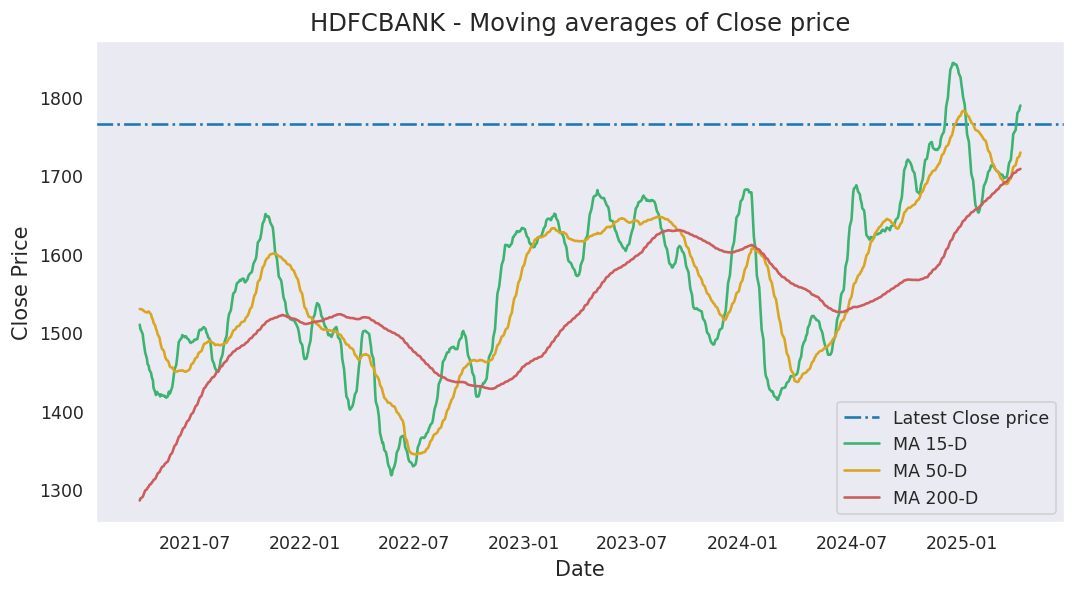 HDFCBANK - Moving averages of Close price
Close Price
1800
1700
1600
1500
1400
1300
Latest Close price
MA 15-D
MA 50-D
MA 200-D
2021-07 2022-01 2022-07 2023-01 2023-07 2024-01 2024-07 2025-01
Date